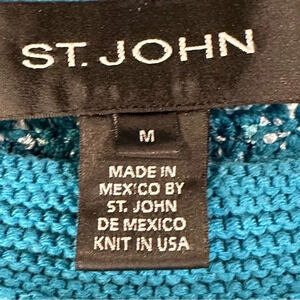 ST. JOHN
M
MADE IN
MEXICO BY
ST. JOHN
DE MEXICO
KNIT IN USA